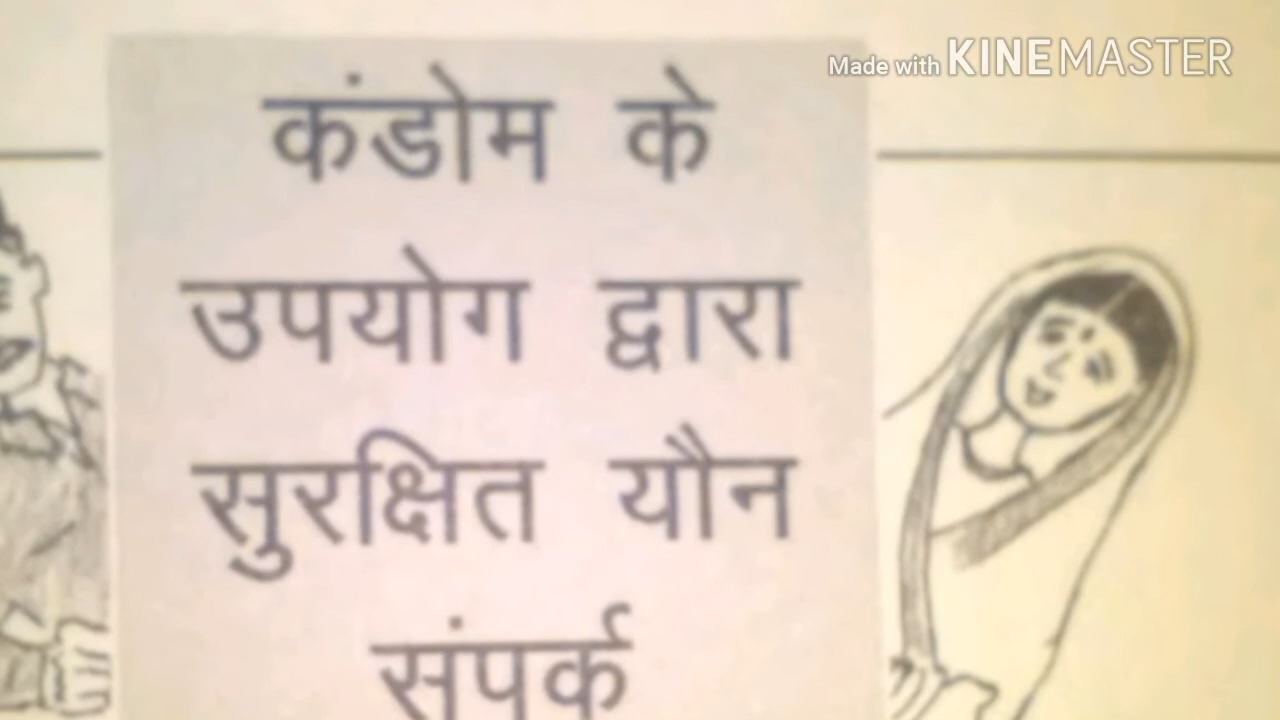 Made with KINEMASTER
कंडोम के
उपयोग द्वारा
सुरक्षित यौन
संपर्क